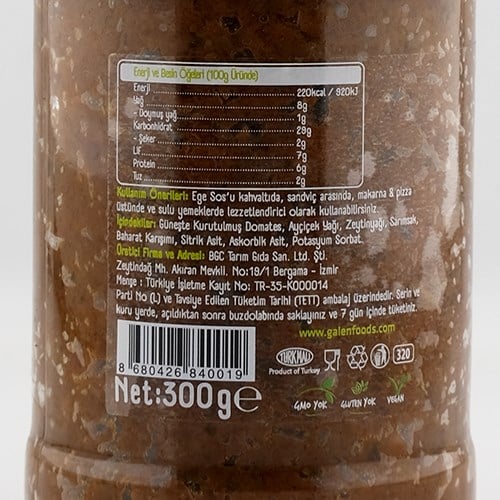 Enerji ve Besin Öğeleri (100g Üründe)
Enerji 220kcal / 920kJ
Yağ 8g
- Doymuş yağ 1g
Karbonhidrat 29g
- Şeker 2g
Lif 7g
Protein 6g
Tuz 2g
Kullanım Önerileri: Ege Sos'u kahvaltıda, sandviç arasında, makarna & pizza
üstünde ve sulu yemeklerde lezzetlendirici olarak kullanabilirsiniz.
İçindekiler: Güneşte Kurutulmuş Domates, Ayçiçek Yağı, Zeytinyağı, Sarımsak,
Baharat Karışımı, Sitrik Asit, Askorbik Asit, Potasyum Sorbat.
Üretici Firma ve Adresi: BGC Tarım Gıda San. Ltd. Şti.
Zeytindağ Mh. Akıran Mevkii. No:19/1 Bergama - İzmir
Menşe : Türkiye İşletme Kayıt No: TR-35-K000014
Parti No (L) ve Tavsiye Edilen Tüketim Tarihi (TETT) ambalaj üzerindedir. Serin ve
kuru yerde, açıldıktan sonra buzdolabında saklayınız ve 7 gün içinde tüketiniz.
www.galenfoods.com
8 680426 840019
TÜRK MALI
Product of Turkey
320
Net:300g℮
GMO YOK GLUTEN YOK VEGAN